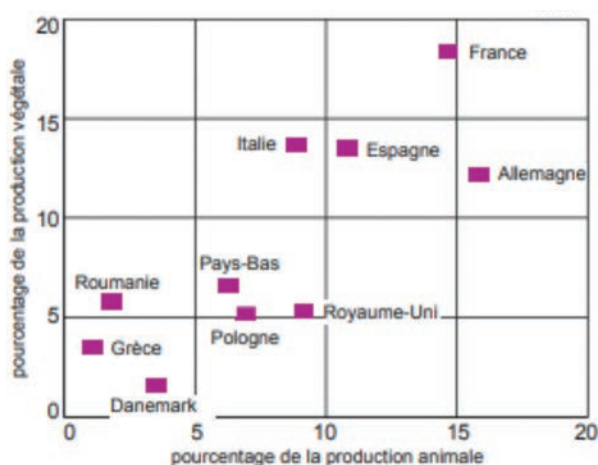 pourcentage de la production végétale
20
15
10
5
0
France
Italie
Espagne
Allemagne
Pays-Bas
Roumanie
Royaume-Uni
Pologne
Grèce
Danemark
0 5 10 15 20
pourcentage de la production animale